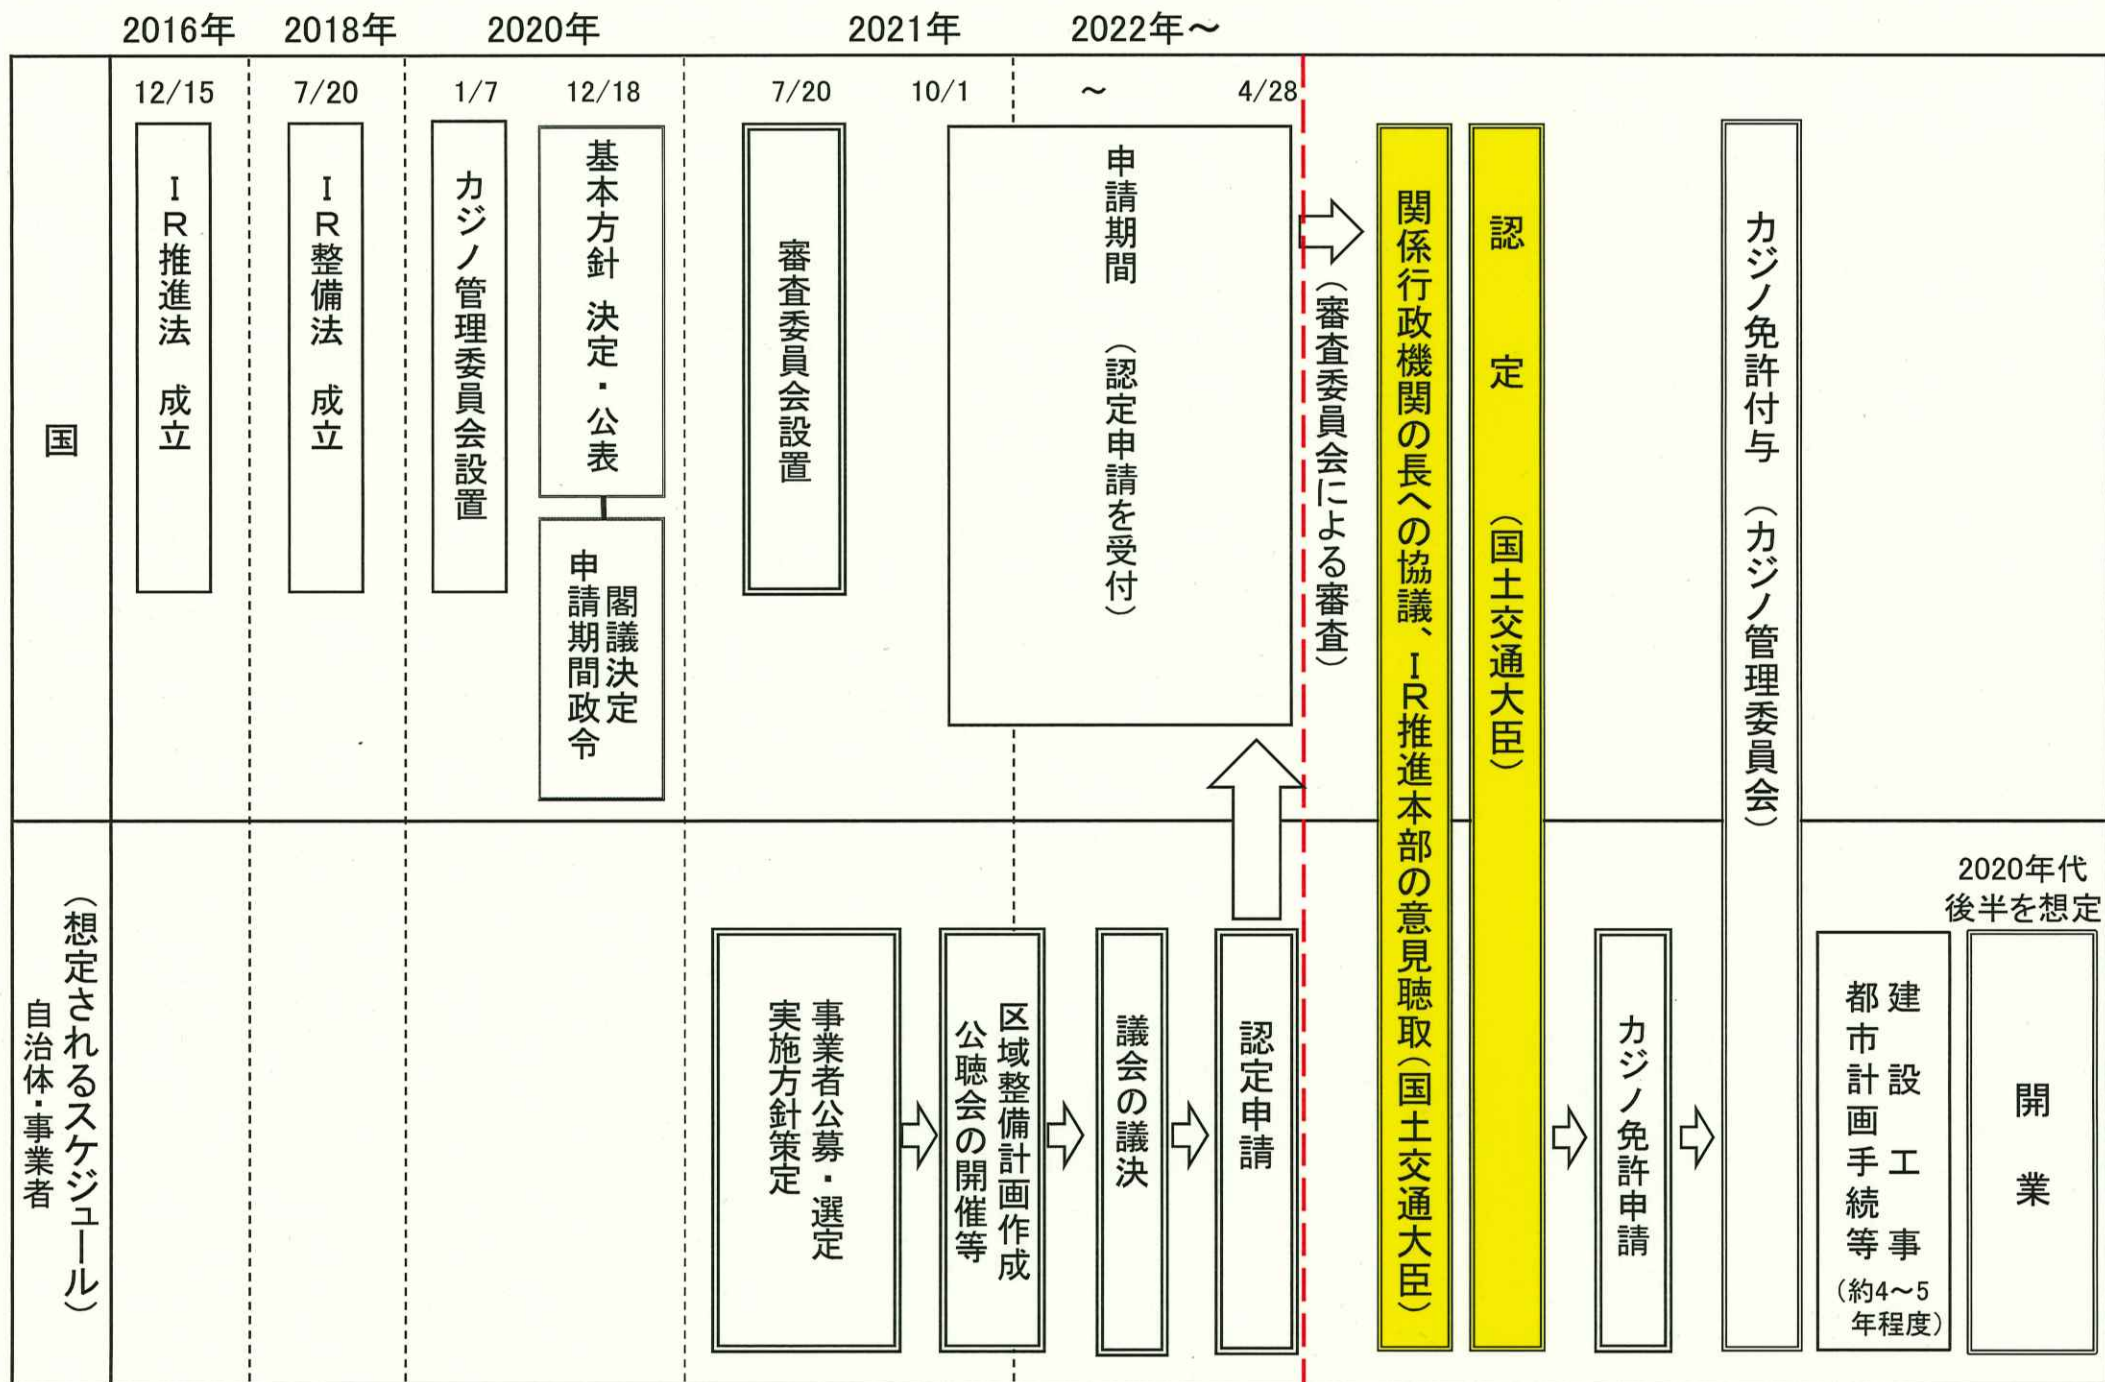 2016年
2018年
2020年
2021年
2022年～
国
12/15
7/20
1/7
12/18
7/20
10/1
～
4/28
ＩＲ推進法　成立
ＩＲ整備法　成立
カジノ管理委員会設置
基本方針 決定・公表
閣議決定
申請期間政令
審査委員会設置
申請期間　（認定申請を受付）
（審査委員会による審査）
関係行政機関の長への協議、ＩＲ推進本部の意見聴取（国土交通大臣）
認　定　（国土交通大臣）
カジノ免許付与　（カジノ管理委員会）
（想定されるスケジュール）
自治体・事業者
事業者公募・選定
実施方針策定
区域整備計画作成
公聴会の開催等
議会の議決
認定申請
カジノ免許申請
建設工事
都市計画手続等
（約4～5
年程度）
2020年代
後半を想定
開　業